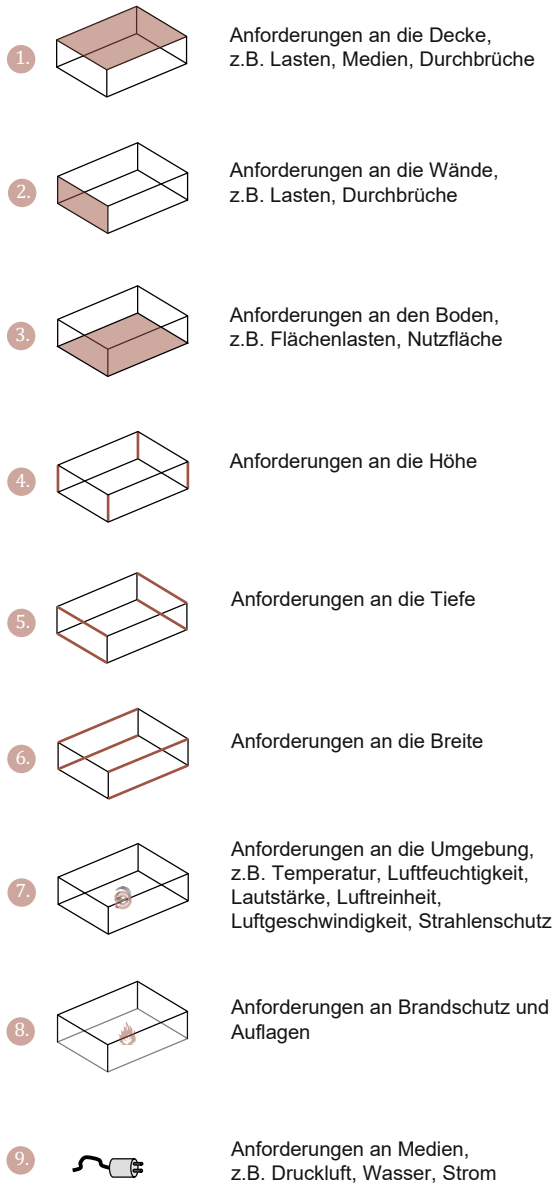 1.
Anforderungen an die Decke,
z.B. Lasten, Medien, Durchbrüche
2.
Anforderungen an die Wände,
z.B. Lasten, Durchbrüche
3.
Anforderungen an den Boden,
z.B. Flächenlasten, Nutzfläche
4.
Anforderungen an die Höhe
5.
Anforderungen an die Tiefe
6.
Anforderungen an die Breite
7.
Anforderungen an die Umgebung,
z.B. Temperatur, Luftfeuchtigkeit,
Lautstärke, Luftreinheit,
Luftgeschwindigkeit, Strahlenschutz
8.
Anforderungen an Brandschutz und
Auflagen
9.
Anforderungen an Medien,
z.B. Druckluft, Wasser, Strom